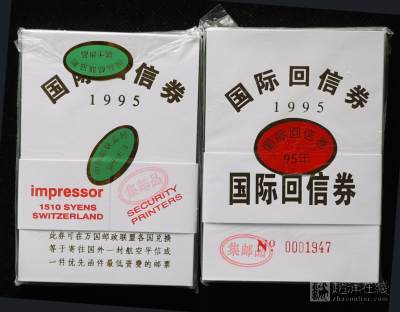 国际回信券
1995
impressor
1510 SYENS
SWITZERLAND
集邮品
SECURITY
PRINTERS
此券可在万国邮政联盟各国兑换
等于寄往国外一封航空平信或
一件优先函件最低资费的邮票
国际回信券
1995
国际回信券
95年
国际回信券
集邮品
No 0001947
赵涌在线
zhaoonline.com